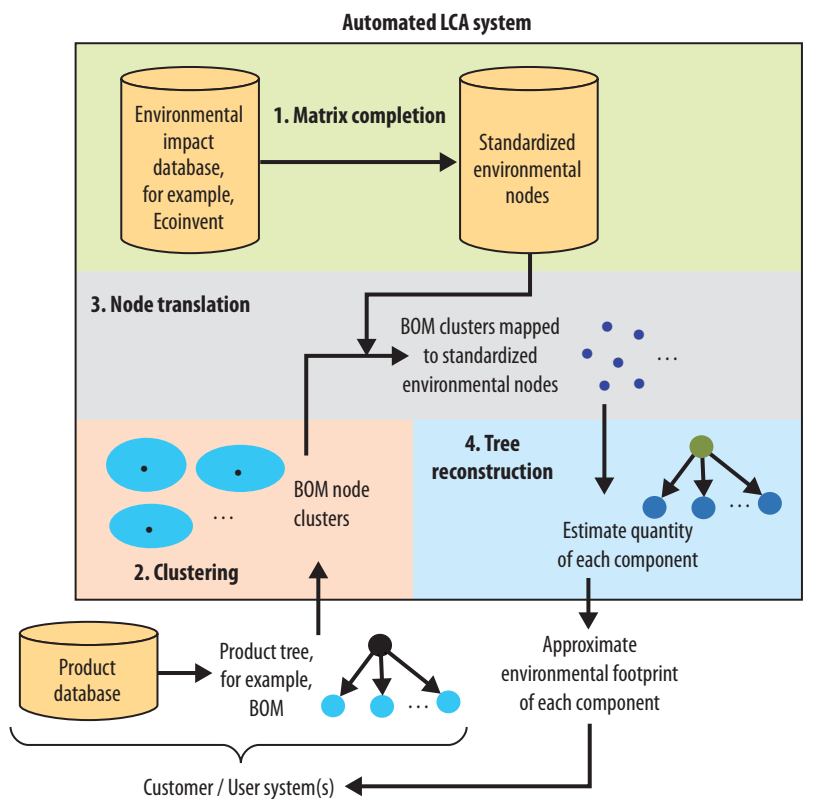 Automated LCA system
Environmental
impact
database,
for example,
Ecoinvent
1. Matrix completion
Standardized
environmental
nodes
3. Node translation
BOM clusters mapped
to standardized
environmental nodes
...
4. Tree
reconstruction
BOM node
clusters
...
2. Clustering
...
Estimate quantity
of each component
Product
database
Product tree,
for example,
BOM
...
Approximate
environmental footprint
of each component
Customer / User system(s)